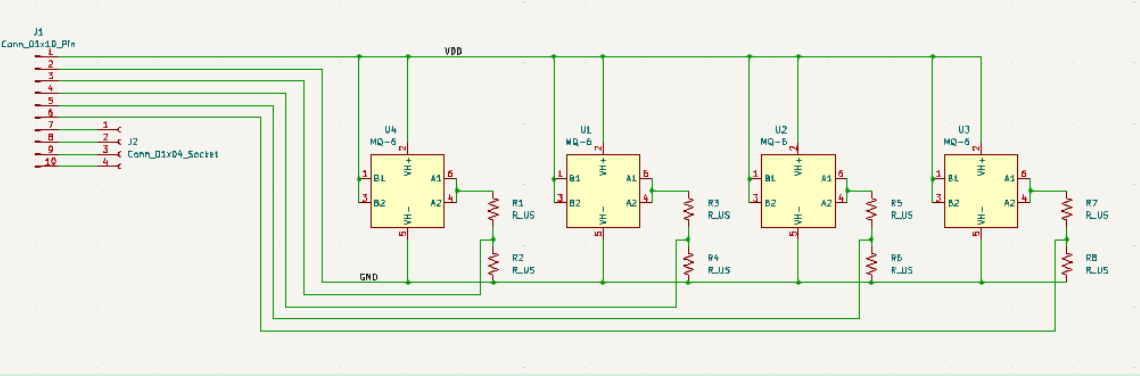 J1
Conn_01x10_Pin
1
2
3
4
5
6
7
8
9
10
1
2
3
4
J2
Conn_01x04_Socket
VDD
GND
U4
MQ-6
2
VH+
1
B1
A1
6
3
B2
A2
4
VH-
5
R1
R_US
R2
R_US
U1
MQ-6
2
VH+
1
B1
A1
6
3
B2
A2
4
VH-
5
R3
R_US
R4
R_US
U2
MQ-6
2
VH+
1
B1
A1
6
3
B2
A2
4
VH-
5
R5
R_US
R6
R_US
U3
MQ-6
2
VH+
1
B1
A1
6
3
B2
A2
4
VH-
5
R7
R_US
R8
R_US